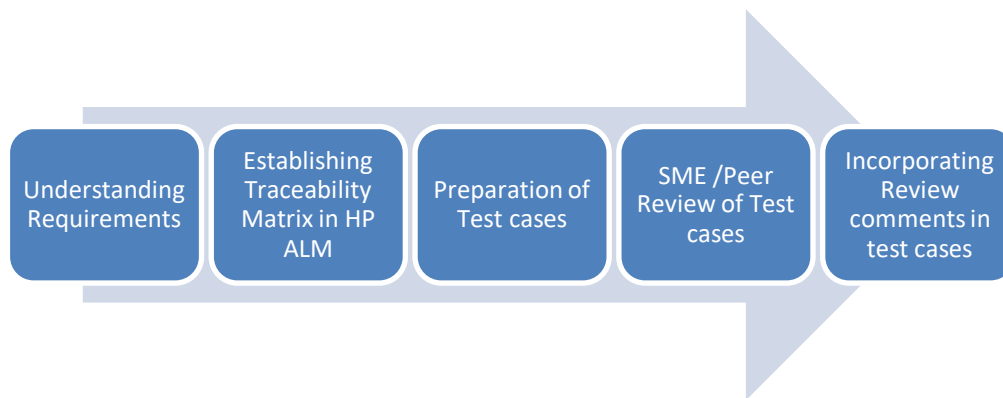 Understanding
Requirements
Establishing
Traceability
Matrix in HP
ALM
Preparation of
Test cases
SME /Peer
Review of Test
cases
Incorporating
Review
comments in
test cases